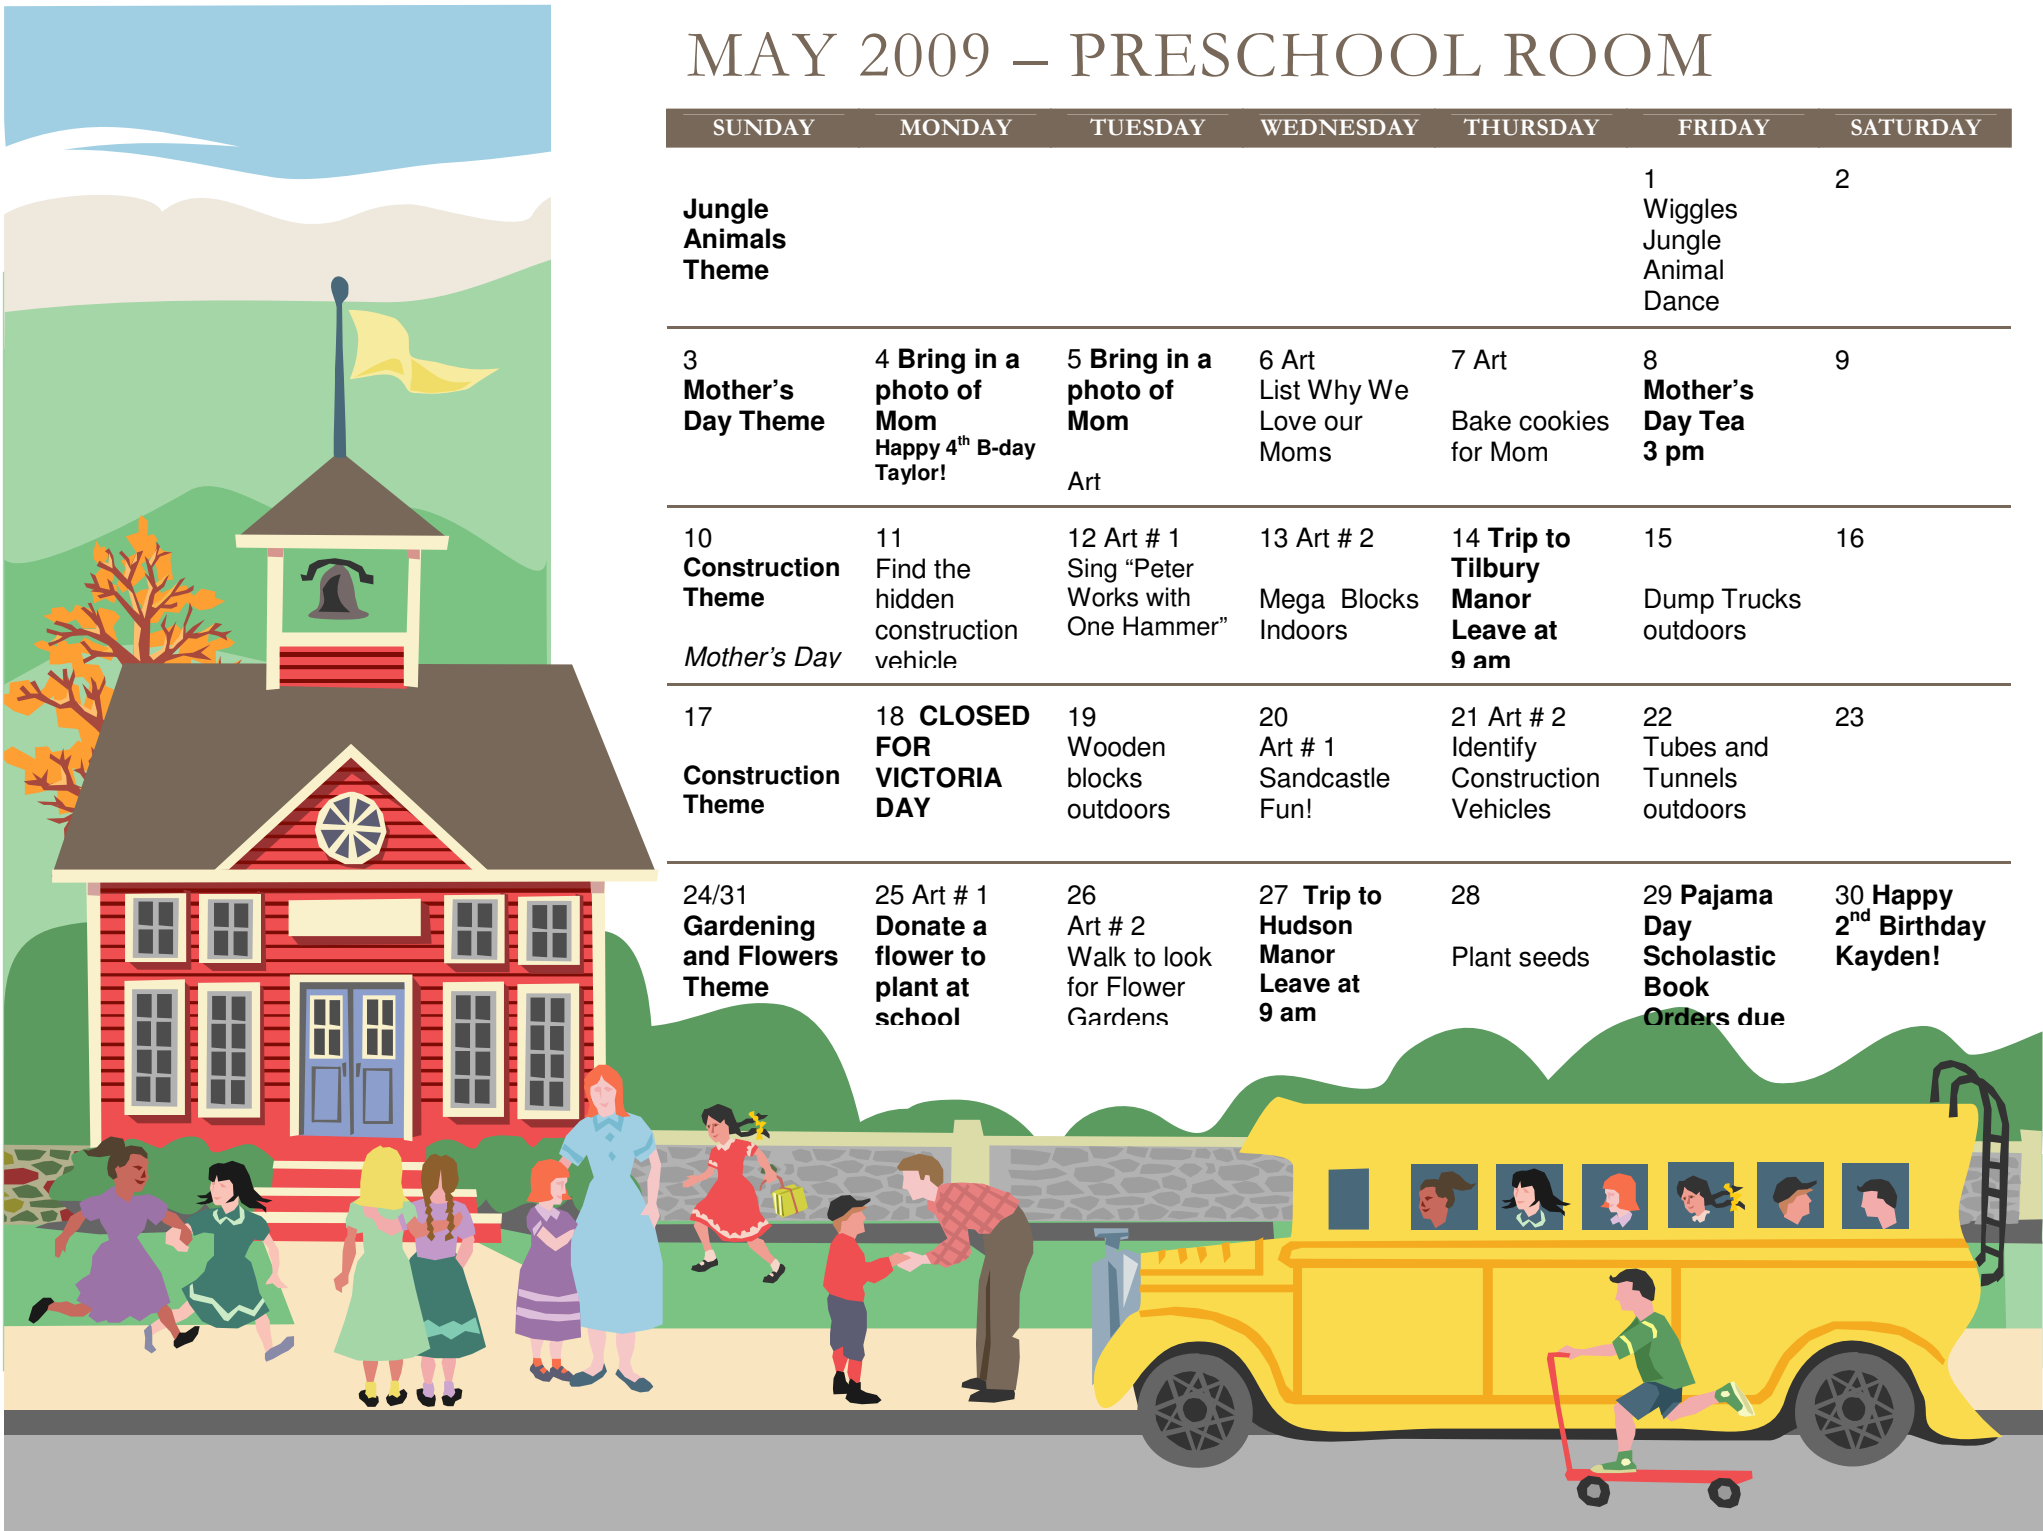 MAY 2009 – PRESCHOOL ROOM
SUNDAY MONDAY TUESDAY WEDNESDAY THURSDAY FRIDAY SATURDAY
Jungle
Animals
Theme
1
Wiggles
Jungle
Animal
Dance
2
3
Mother's
Day Theme
4 Bring in a
photo of
Mom
Happy 4th B-day
Taylor!
5 Bring in a
photo of
Mom
Art
6 Art
List Why We
Love our
Moms
7 Art
Bake cookies
for Mom
8
Mother's
Day Tea
3 pm
9
10
Construction
Theme
Mother's Day
11
Find the
hidden
construction
vehicle
12 Art # 1
Sing “Peter
Works with
One Hammer”
13 Art # 2
Mega Blocks
Indoors
14 Trip to
Tilbury
Manor
Leave at
9 am
15
Dump Trucks
outdoors
16
17
Construction
Theme
18 CLOSED
FOR
VICTORIA
DAY
19
Wooden
blocks
outdoors
20
Art # 1
Sandcastle
Fun!
21 Art # 2
Identify
Construction
Vehicles
22
Tubes and
Tunnels
outdoors
23
24/31
Gardening
and Flowers
Theme
25 Art # 1
Donate a
flower to
plant at
school
26
Art # 2
Walk to look
for Flower
Gardens
27 Trip to
Hudson
Manor
Leave at
9 am
28
Plant seeds
29 Pajama
Day
Scholastic
Book
Orders due
30 Happy
2nd Birthday
Kayden!